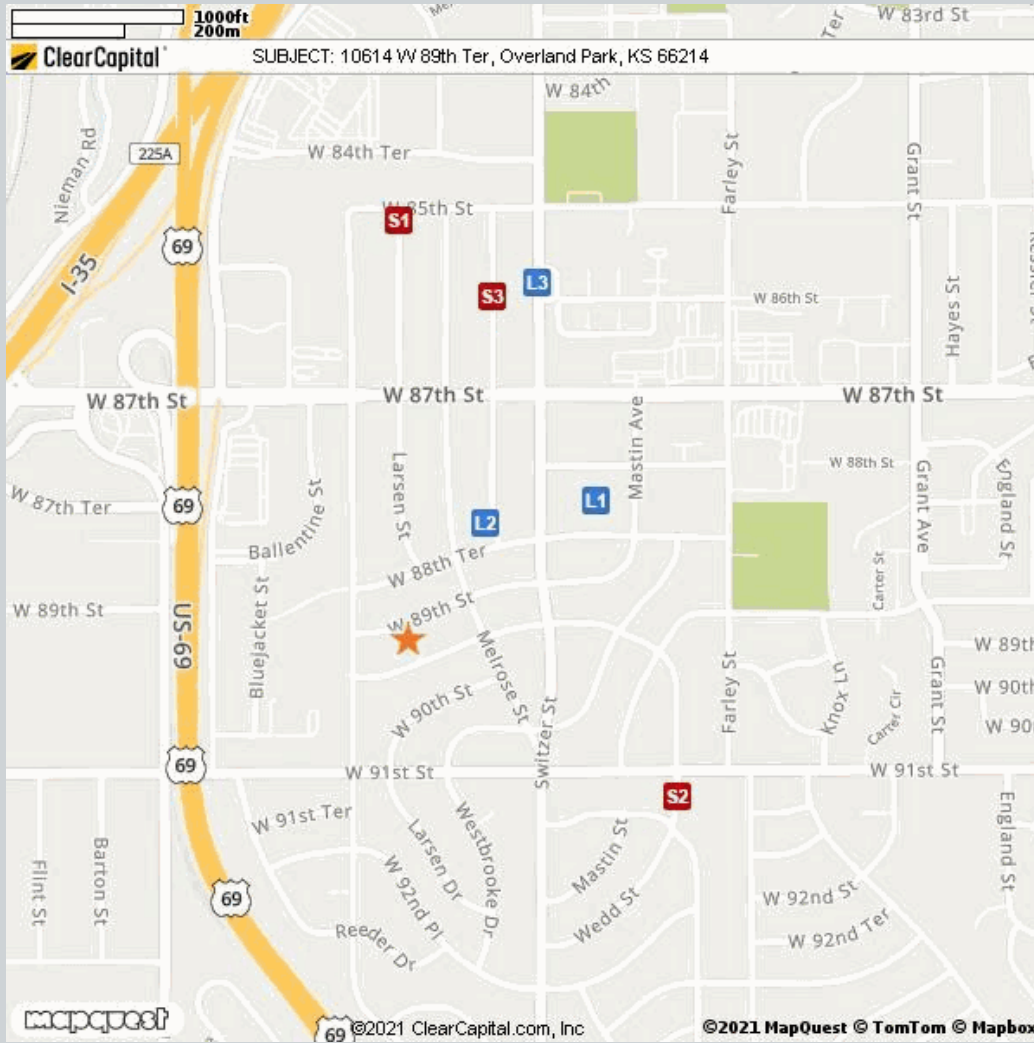 1000ft
200m
W 83rd St
Ter
ClearCapital
SUBJECT: 10614 W 89th Ter, Overland Park, KS 66214
W 84th
Nieman Rd
225A
W 84th Ter
Farley St
Grant St
W 85th St
S1
69
I-35
L3
S3
W 86th St
Hayes St
W 87th St
W 87th St
W 87th St
Mastin Ave
Larsen St
W 88th St
Grant Ave
England St
W 87th Ter
69
Ballentine St
L1
L2
W 88th Ter
Carter St
Bluejacket St
W 89th St
US-69
W 89th St
Melrose St
W 89th
Farley St
Knox Ln
Grant St
W 90th St
W 90th
Carter Cir
W 90
Switzer St
69
W 91st St
W 91st St
S2
W 91st Ter
Westbrooke Dr
Larsen Dr
Mastin St
England St
Flint St
Barton St
W 92nd Pl
69
W 92nd St
Wedd St
Reeder Dr
W 92nd Ter
mapquest
69
©2021 ClearCapital.com, Inc
©2021 MapQuest © TomTom © Mapbox